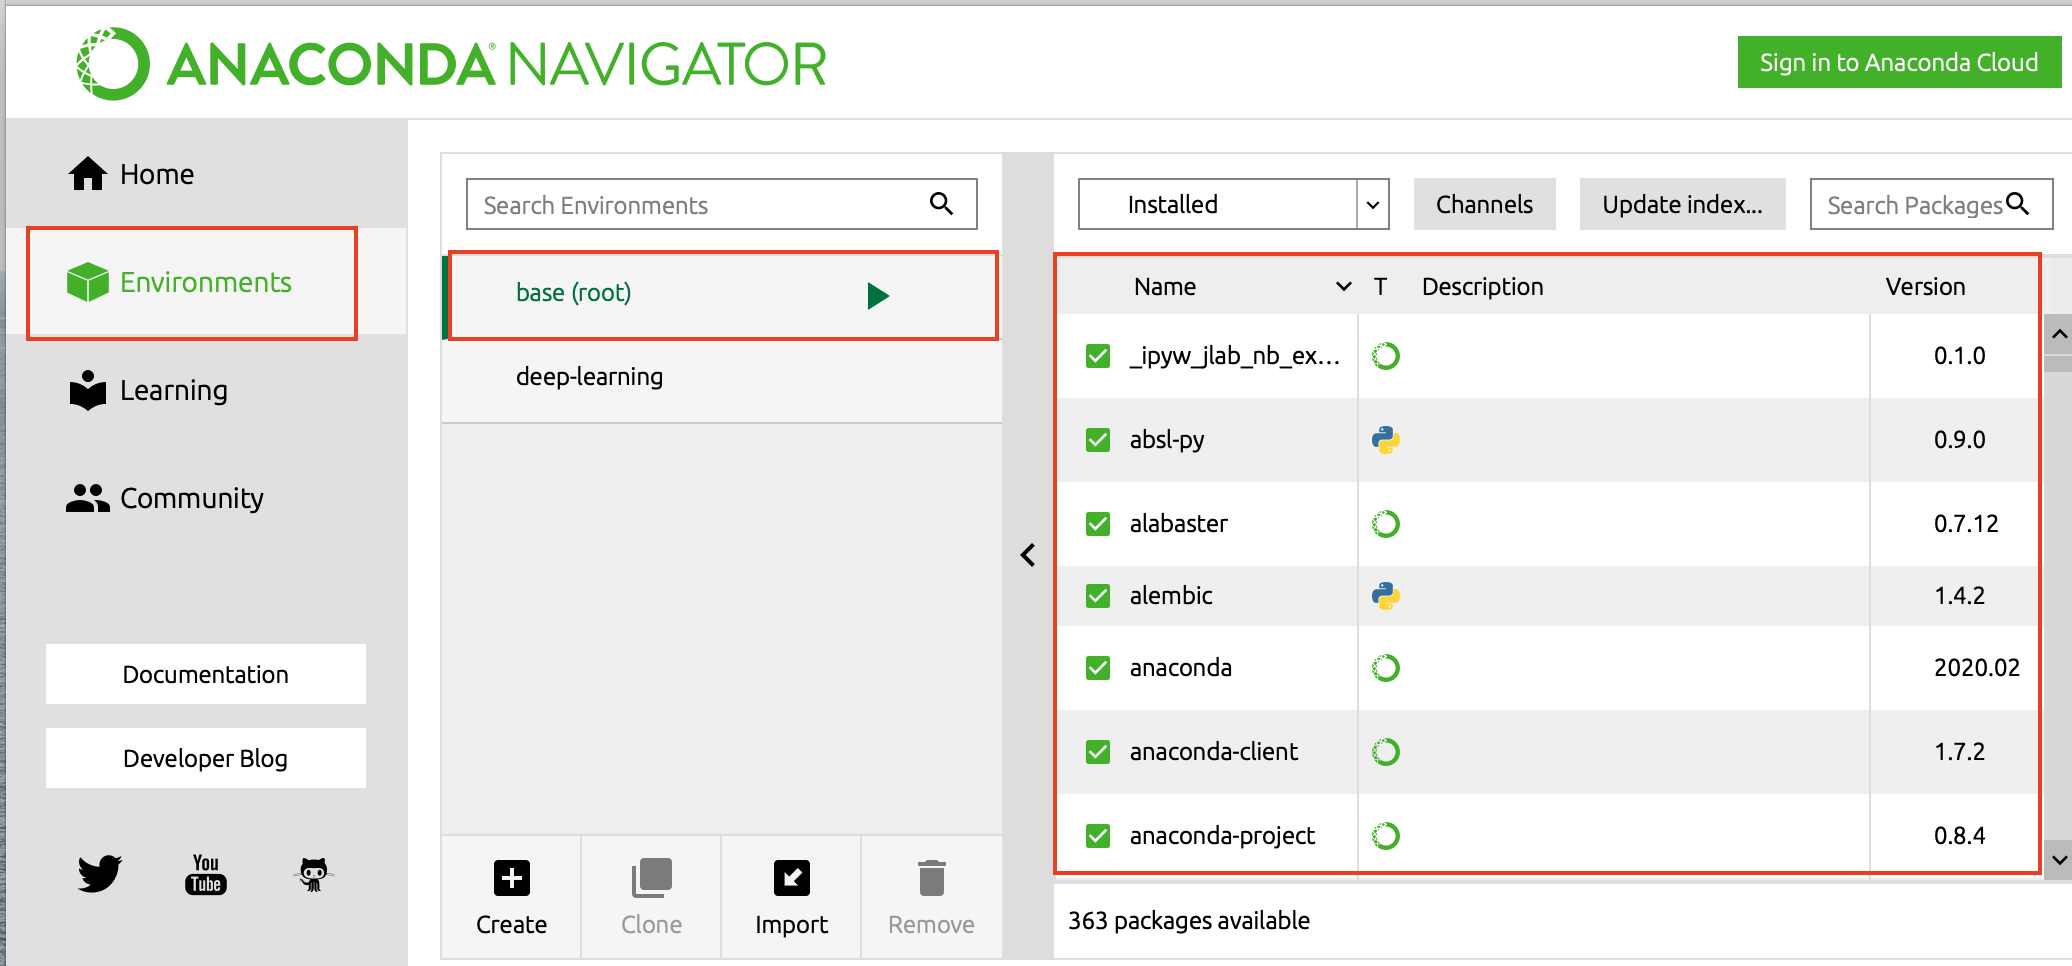 ANACONDA® NAVIGATOR
Sign in to Anaconda Cloud
Home
Environments
Learning
Community
Documentation
Developer Blog
You
Tube
Search Environments
base (root)
deep-learning
Create
Clone
Import
Remove
Installed
Channels
Update index...
Search Packages
Name T Description Version
_ipyw_jlab_nb_ex... 0.1.0
absl-py 0.9.0
alabaster 0.7.12
alembic 1.4.2
anaconda 2020.02
anaconda-client 1.7.2
anaconda-project 0.8.4
363 packages available